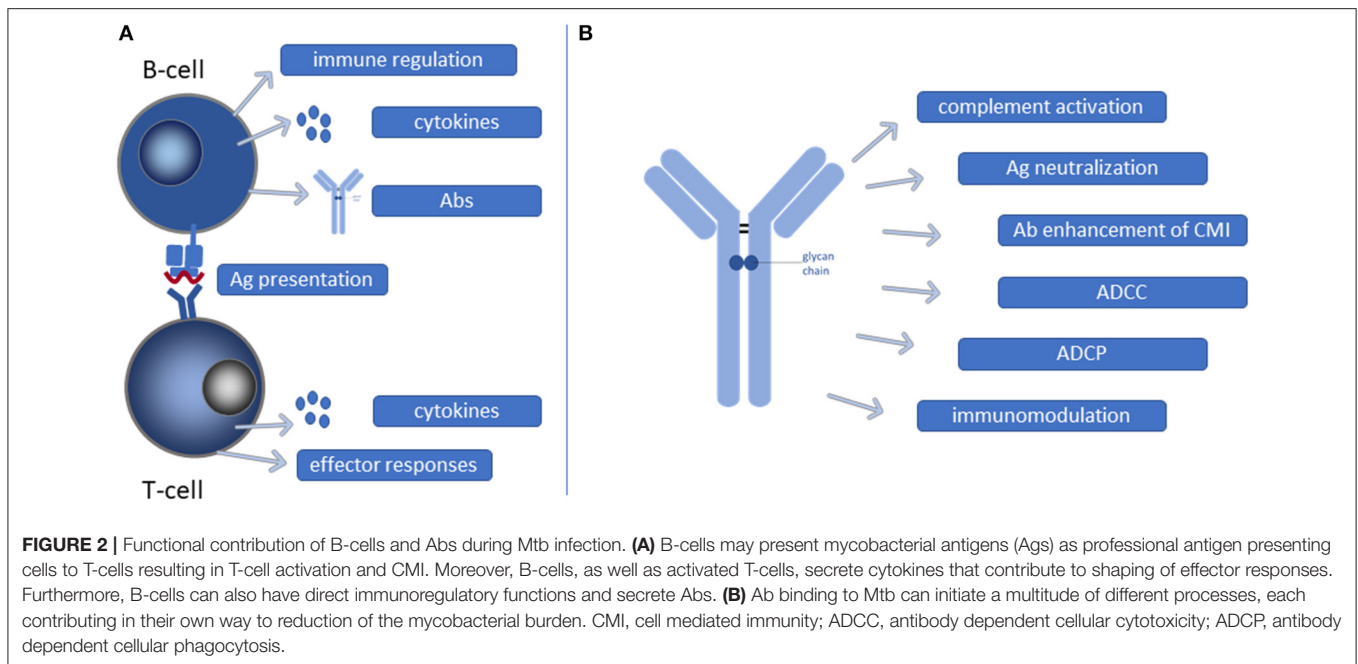 A
B-cell
immune regulation
cytokines
Abs
Ag presentation
cytokines
effector responses
T-cell
B
complement activation
Ag neutralization
Ab enhancement of CMI
glycan
chain
ADCC
ADCP
immunomodulation
FIGURE 2 | Functional contribution of B-cells and Abs during Mtb infection. (A) B-cells may present mycobacterial antigens (Ags) as professional antigen presenting
cells to T-cells resulting in T-cell activation and CMI. Moreover, B-cells, as well as activated T-cells, secrete cytokines that contribute to shaping of effector responses.
Furthermore, B-cells can also have direct immunoregulatory functions and secrete Abs. (B) Ab binding to Mtb can initiate a multitude of different processes, each
contributing in their own way to reduction of the mycobacterial burden. CMI, cell mediated immunity; ADCC, antibody dependent cellular cytotoxicity; ADCP, antibody
dependent cellular phagocytosis.